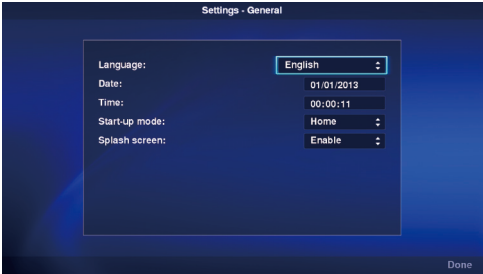 Settings - General
Language: English
Date: 01/01/2013
Time: 00:00:11
Start-up mode: Home
Splash screen: Enable
Done